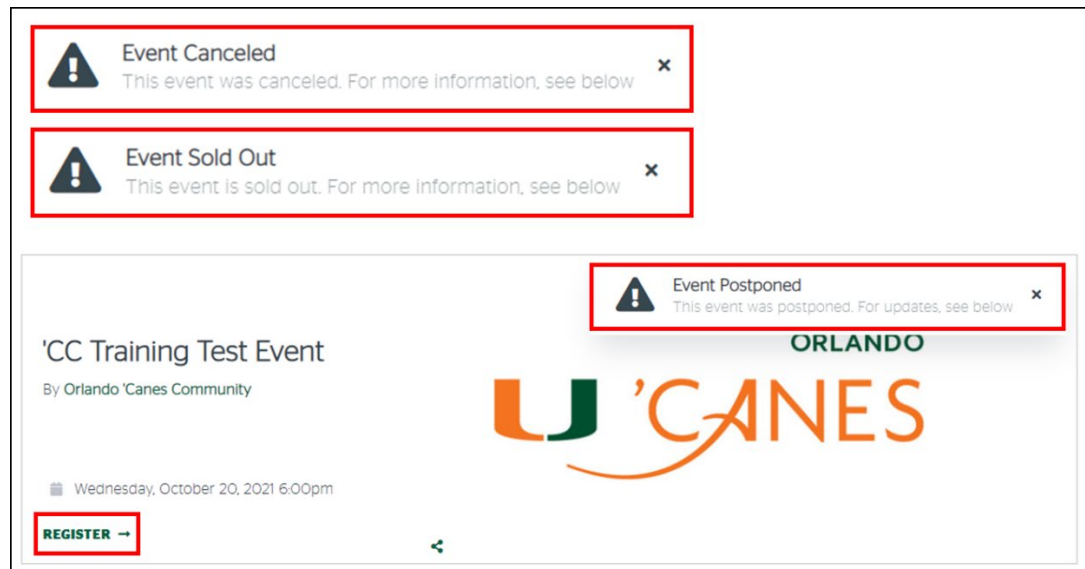 Event Canceled
This event was canceled. For more information, see below
Event Sold Out
This event is sold out. For more information, see below
Event Postponed
This event was postponed. For updates, see below
'CC Training Test Event
By Orlando 'Canes Community
ORLANDO
U 'CANES
Wednesday, October 20, 2021 6:00pm
REGISTER →